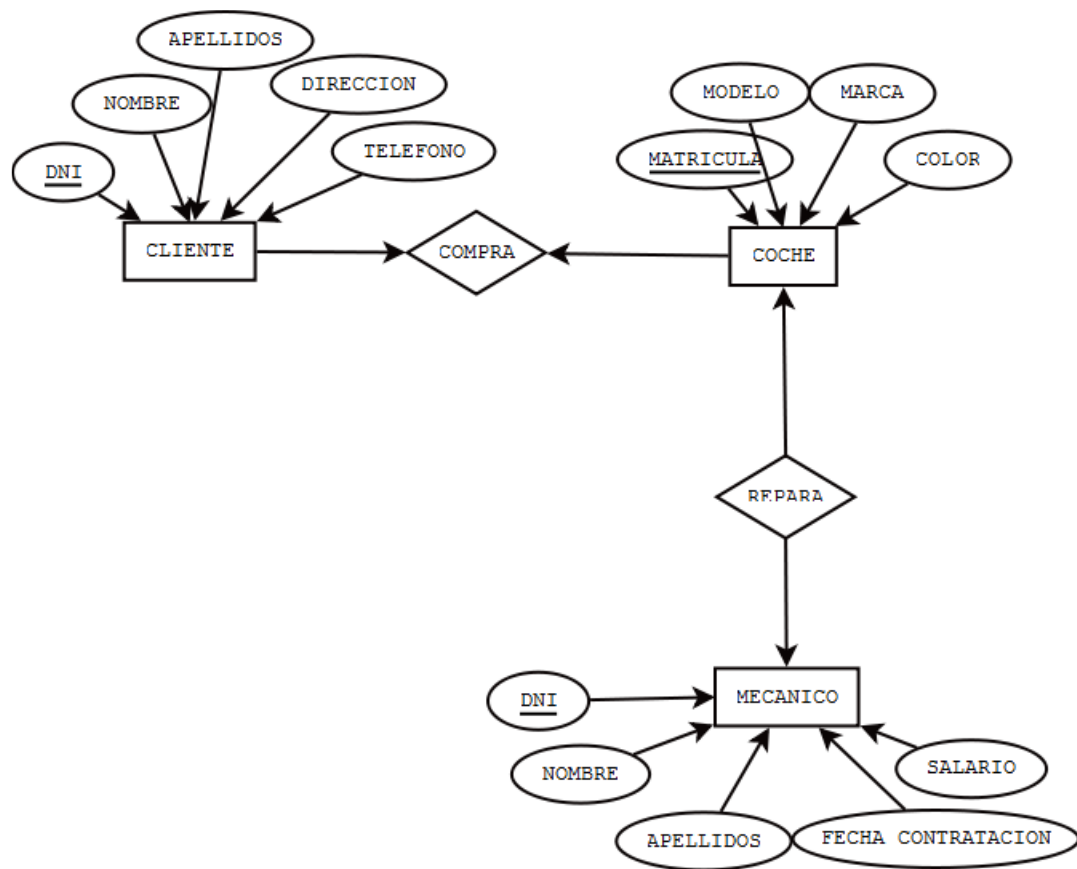 APELLIDOS
DIRECCION
NOMBRE
TELEFONO
DNI
CLIENTE
COMPRA
MODELO
MARCA
MATRICULA
COLOR
COCHE
REPARA
DNI
MECANICO
NOMBRE
SALARIO
APELLIDOS
FECHA CONTRATACION